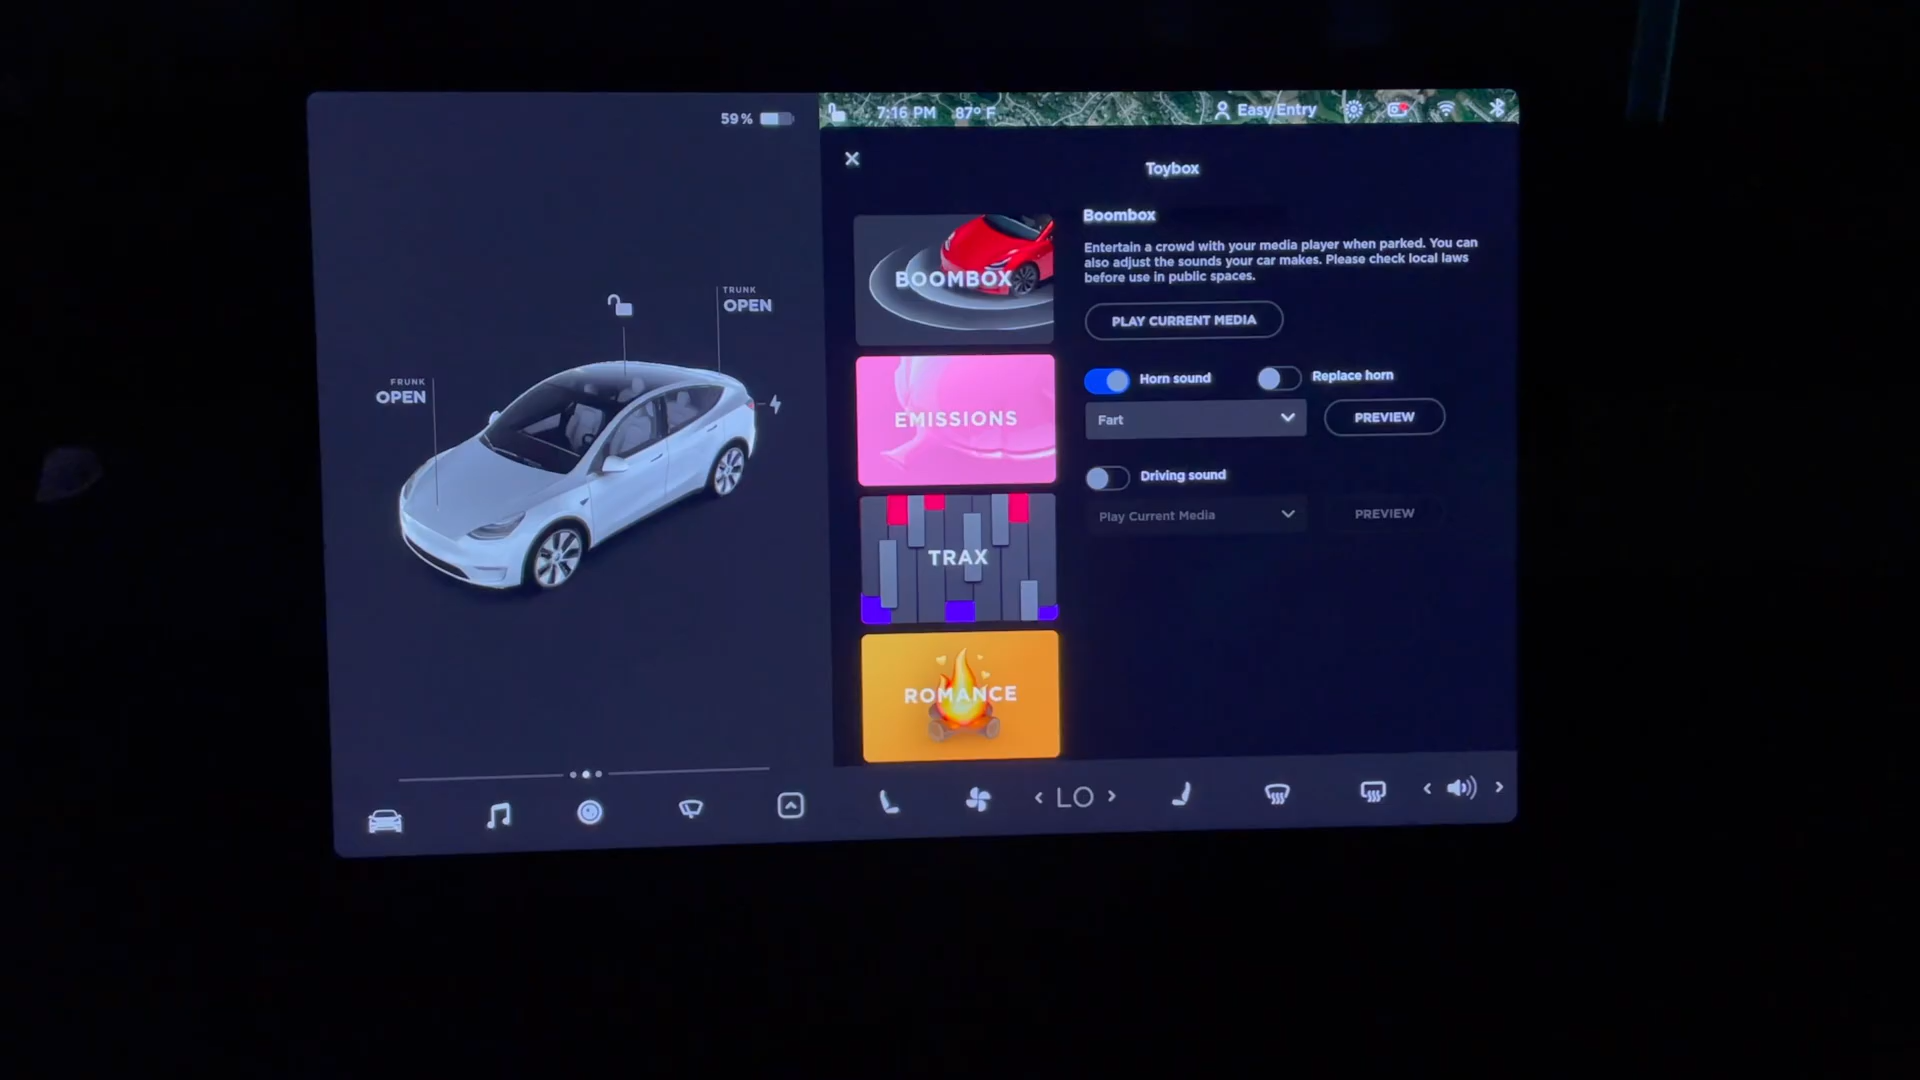 59 %
7:16 PM 87° F Easy Entry
Toybox
Boombox
Entertain a crowd with your media player when parked. You can
also adjust the sounds your car makes. Please check local laws
before use in public spaces.
PLAY CURRENT MEDIA
Horn sound Replace horn
Fart PREVIEW
Driving sound
Play Current Media PREVIEW
BOOMBOX
EMISSIONS
TRAX
ROMANCE
TRUNK
OPEN
FRUNK
OPEN
LO